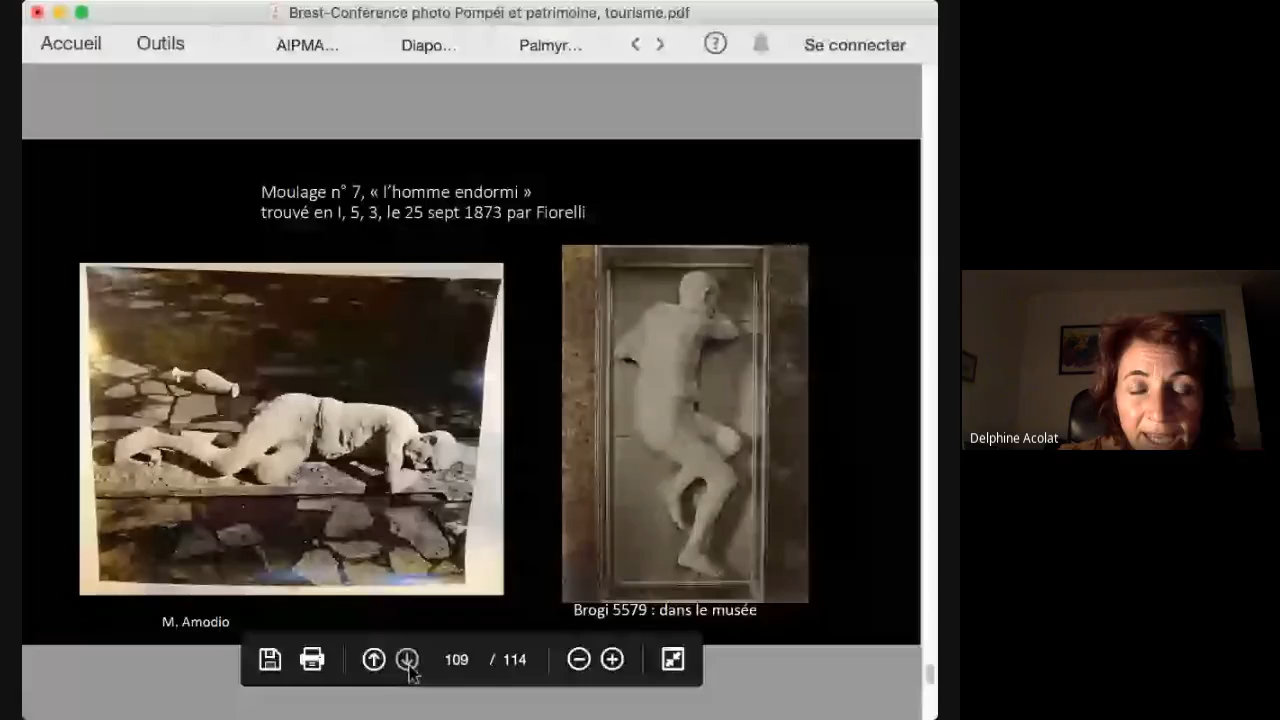 Brest-Conférence photo Pompéi et patrimoine, tourisme.pdf
Accueil Outils AIPMA... Diapo... Palmyr... Se connecter
Moulage n° 7, « l'homme endormi »
trouvé en I, 5, 3, le 25 sept 1873 par Fiorelli
Delphine Acolat
Brogi 5579 : dans le musée
M. Amodio
109 / 114